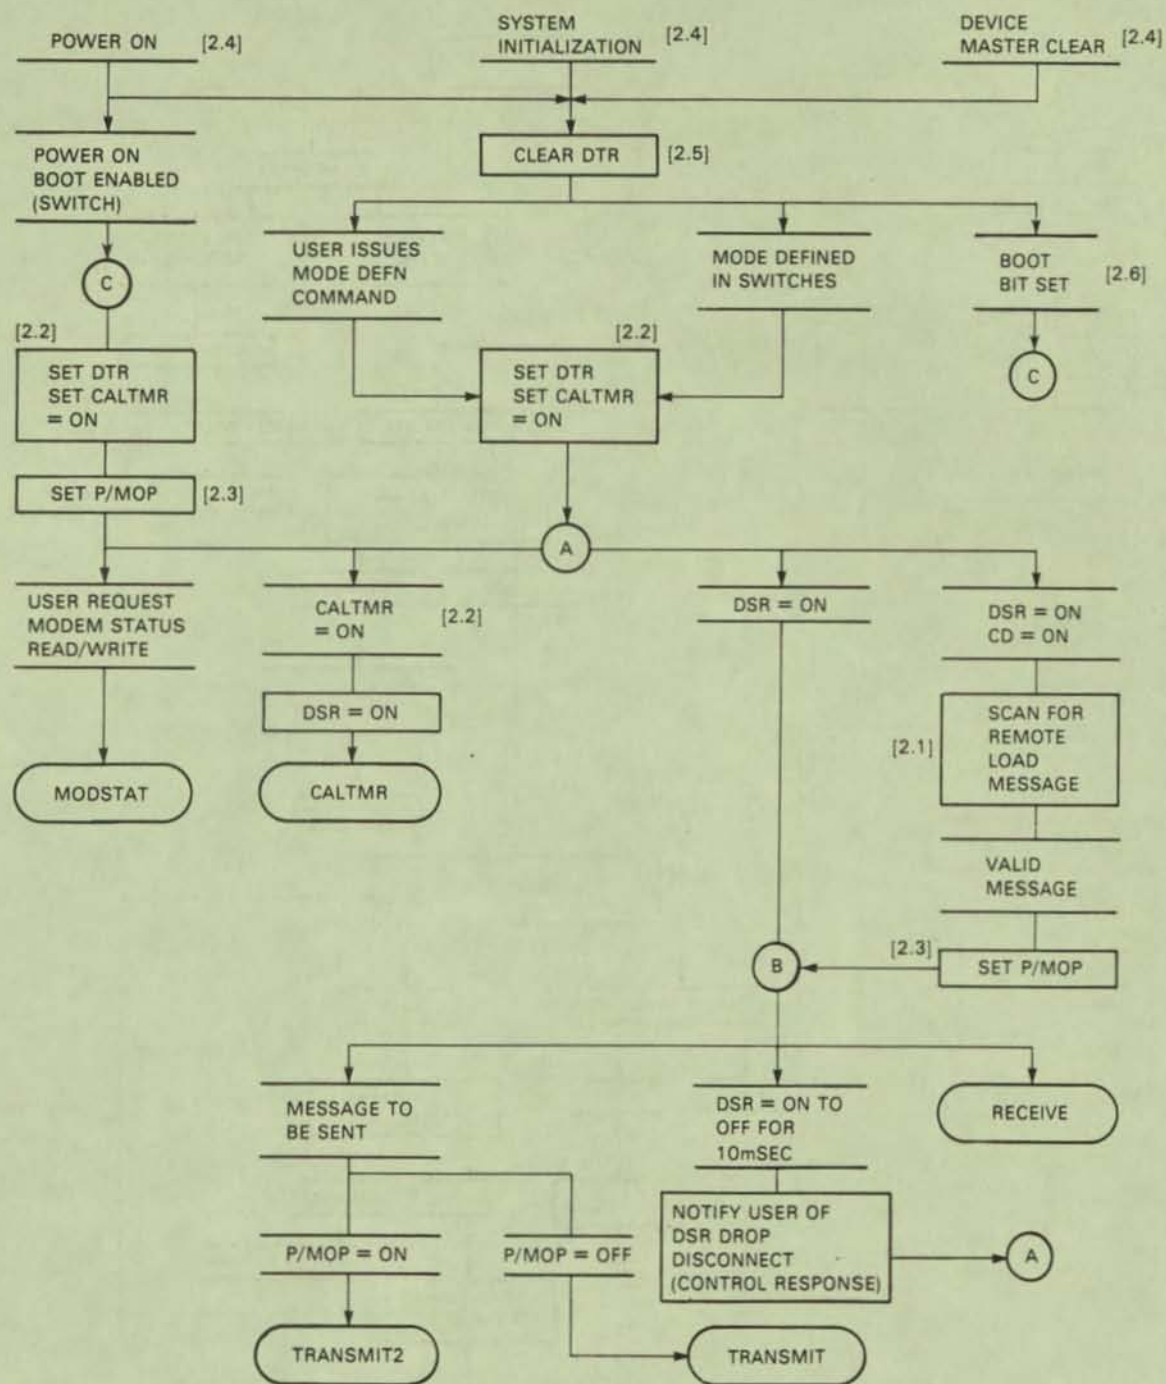 POWER ON [2.4]
SYSTEM
INITIALIZATION [2.4]
DEVICE
MASTER CLEAR [2.4]
POWER ON
BOOT ENABLED
(SWITCH)
CLEAR DTR [2.5]
C
USER ISSUES
MODE DEFN
COMMAND
MODE DEFINED
IN SWITCHES
BOOT
BIT SET [2.6]
C
[2.2]
SET DTR
SET CALTMR
= ON
[2.2]
SET DTR
SET CALTMR
= ON
SET P/MOP [2.3]
A
USER REQUEST
MODEM STATUS
READ/WRITE
CALTMR
= ON
[2.2]
DSR = ON
DSR = ON
CD = ON
DSR = ON
[2.1]
SCAN FOR
REMOTE
LOAD
MESSAGE
MODSTAT
CALTMR
VALID
MESSAGE
[2.3]
B
SET P/MOP
MESSAGE TO
BE SENT
DSR = ON TO
OFF FOR
10mSEC
RECEIVE
P/MOP = ON
P/MOP = OFF
NOTIFY USER OF
DSR DROP
DISCONNECT
(CONTROL RESPONSE)
A
TRANSMIT2
TRANSMIT